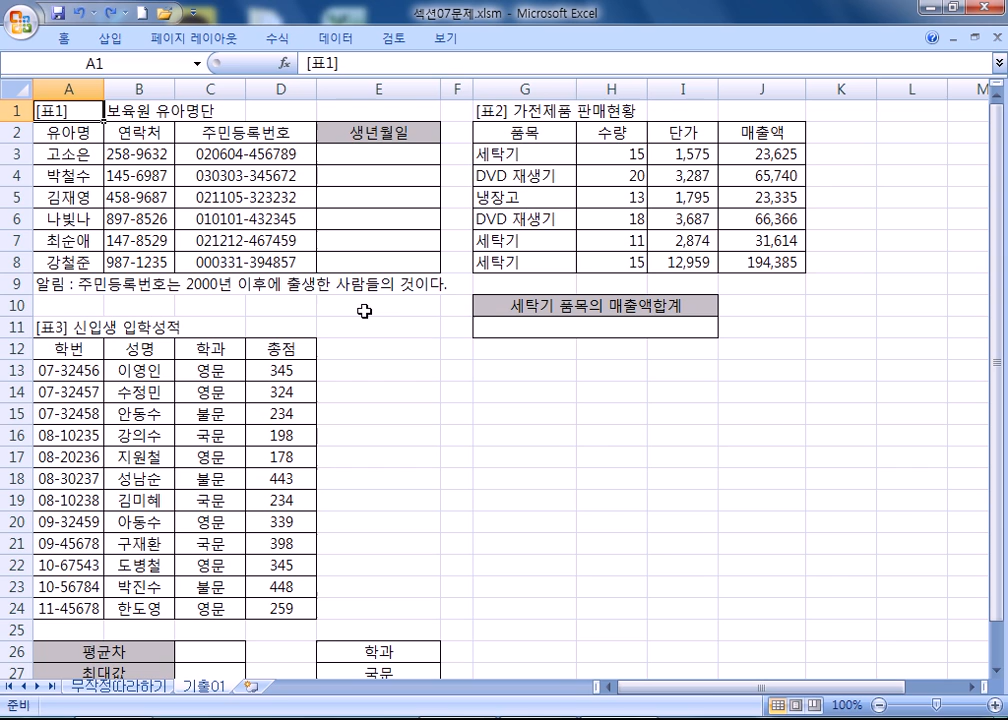 섹션07문제.xlsm - Microsoft Excel
홈 삽입 페이지 레이아웃 수식 데이터 검토 보기
A1 fx [표1]
A B C D E F G H I J K L M
1 [표1] 보육원 유아명단 [표2] 가전제품 판매현황
2 유아명 연락처 주민등록번호 생년월일 품목 수량 단가 매출액
3 고소은 258-9632 020604-456789 세탁기 15 1,575 23,625
4 박철수 145-6987 030303-345672 DVD 재생기 20 3,287 65,740
5 김재영 458-9687 021105-323232 냉장고 13 1,795 23,335
6 나빛나 897-8526 010101-432345 DVD 재생기 18 3,687 66,366
7 최순애 147-8529 021212-467459 세탁기 11 2,874 31,614
8 강철준 987-1235 000331-394857 세탁기 15 12,959 194,385
9 알림 : 주민등록번호는 2000년 이후에 출생한 사람들의 것이다.
10 세탁기 품목의 매출액합계
11 [표3] 신입생 입학성적
12 학번 성명 학과 총점
13 07-32456 이영인 영문 345
14 07-32457 수정민 영문 324
15 07-32458 안동수 불문 234
16 08-10235 강의수 국문 198
17 08-20236 지원철 영문 178
18 08-30237 성남순 불문 443
19 08-10238 김미혜 국문 234
20 09-32459 아동수 영문 339
21 09-45678 구재환 국문 398
22 10-67543 도병철 영문 345
23 10-56784 박진수 불문 448
24 11-45678 한도영 영문 259
25
26 평균차 학과
27 최대값 국문
무작정따라하기 기출01
준비 100%